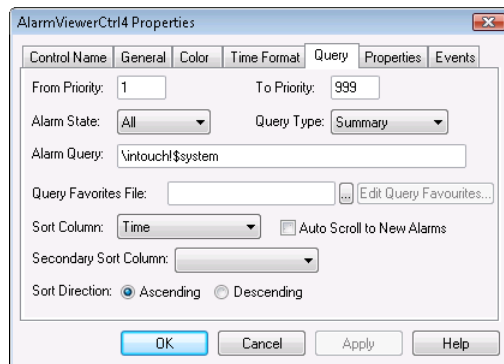 AlarmViewerCtrl4 Properties
Control Name General Color Time Format Query Properties Events
From Priority: 1 To Priority: 999
Alarm State: All Query Type: Summary
Alarm Query: \intouch!$system
Query Favorites File: ... Edit Query Favourites...
Sort Column: Time Auto Scroll to New Alarms
Secondary Sort Column:
Sort Direction: Ascending Descending
OK Cancel Apply Help